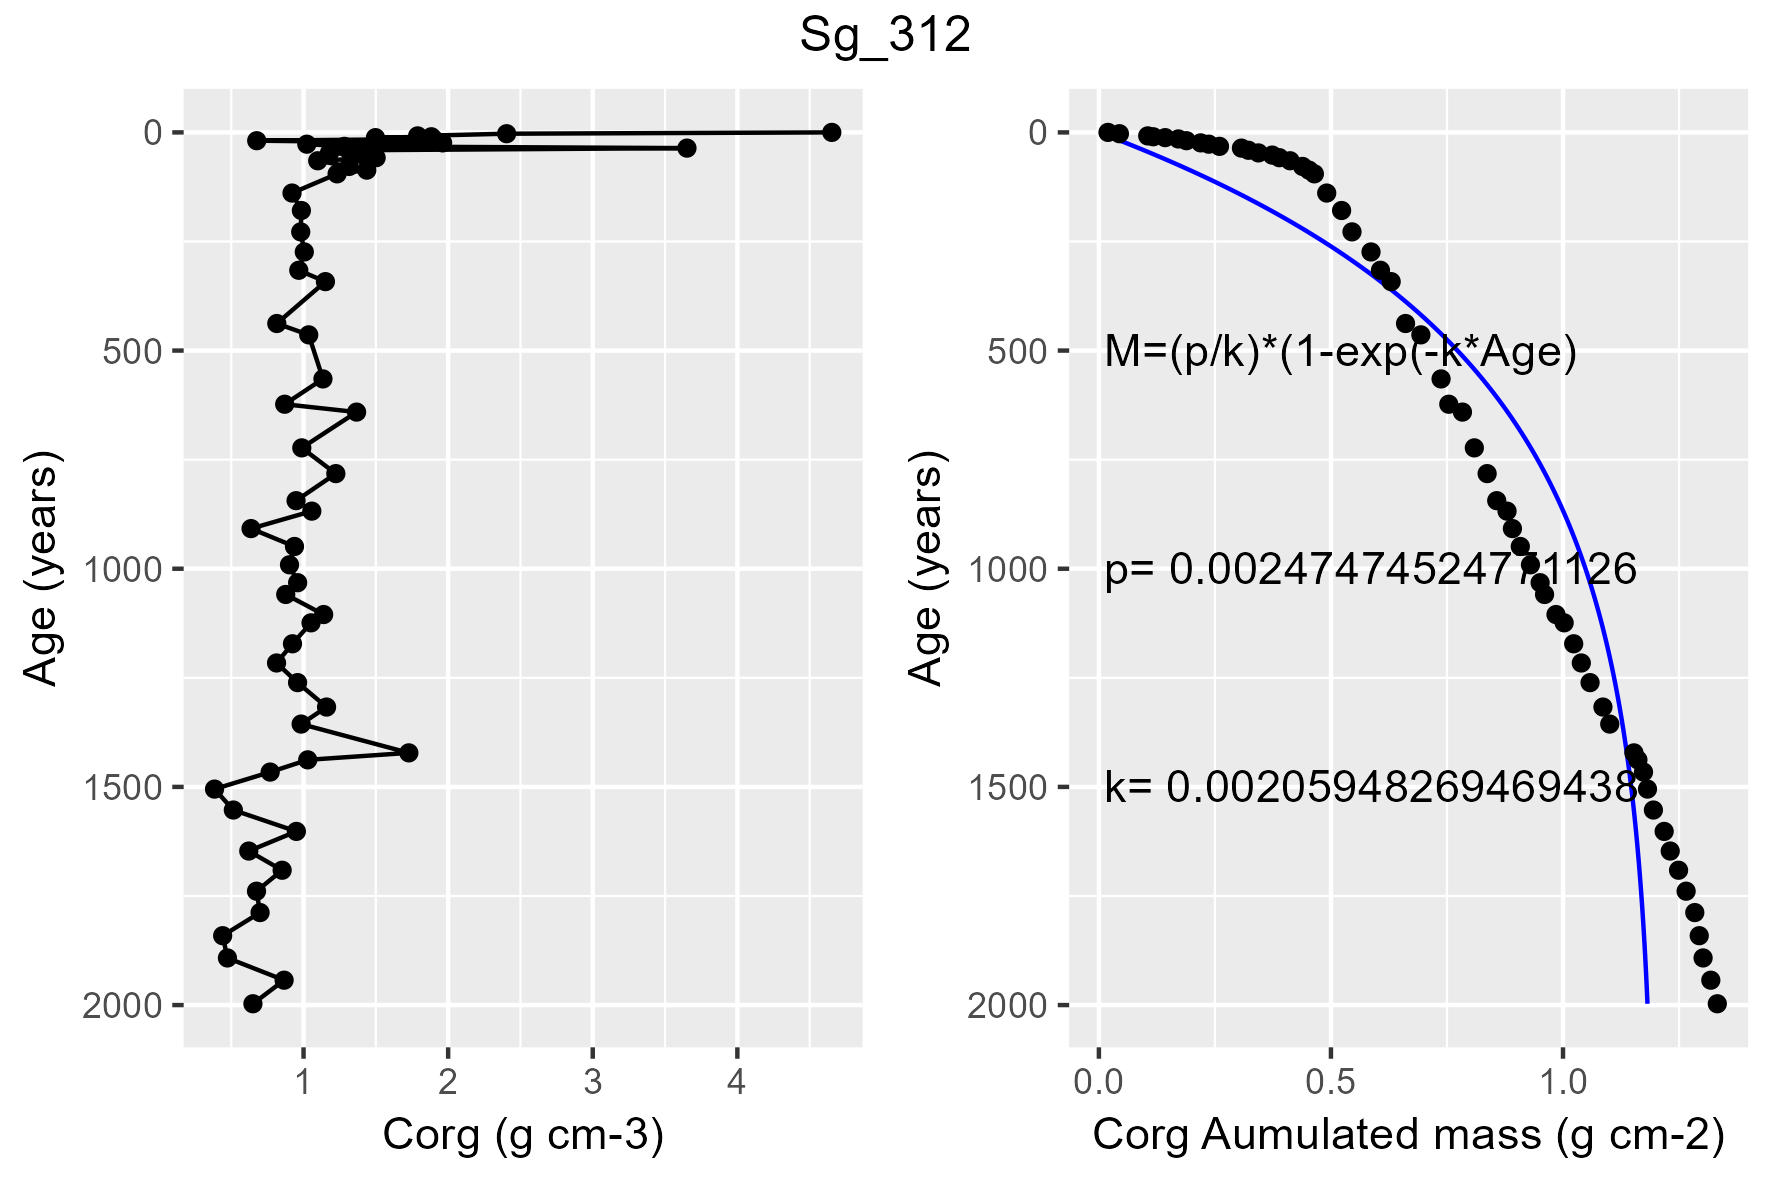 Sg_312
0
500
1000
1500
2000
Age (years)
1
2
3
4
Corg (g cm-3)
0
500
1000
1500
2000
Age (years)
M=(p/k)*(1-exp(-k*Age)
p= 0.00247474524771126
k= 0.00205948269469438
0.0
0.5
1.0
Corg Aumulated mass (g cm-2)